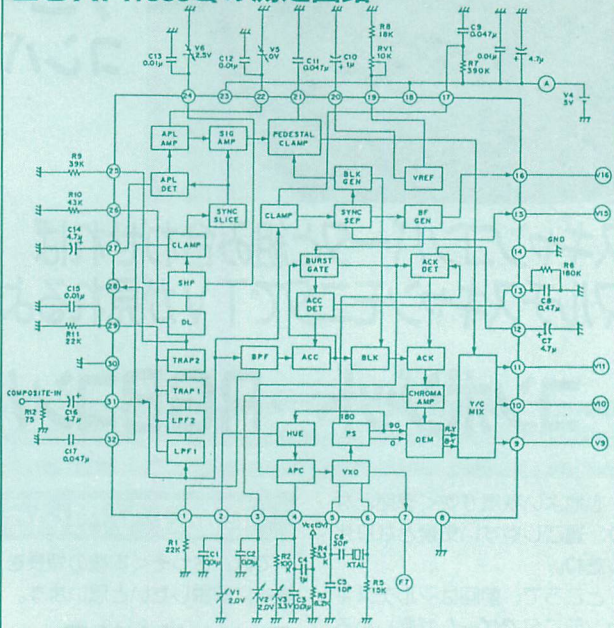 C13
0.01μ
V6
2.5V
C12
0.01μ
V5
0V
C11
0.047μ
C10
1μ
R8
18K
RV1
10K
C9
0.047μ
R7
390K
0.01μ
4.7μ
A
V4
5V
24
23
22
21
20
19
18
17
APL AMP
SIG AMP
PEDESTAL CLAMP
VREF
APL DET
BLK GEN
SYNC SLICE
CLAMP
SYNC SEP
BF GEN
CLAMP
BURST GATE
ACK DET
SHP
ACC DET
DL
TRAP2
BPF
ACC
BLK
ACK
TRAP1
CHROMA AMP
Y/C MIX
LPF2
HUE
180
PS
90
0
DEM
R-Y
B-Y
LPF1
APC
VXO
R9
39K
25
R10
43K
26
C14
4.7μ
27
28
C15
0.01μ
R11
22K
29
30
COMPOSITE-IN
R12
75
C16
4.7μ
31
C17
0.047μ
32
16
V16
15
V15
14
GND
R6
180K
13
C8
0.47μ
12
C7
4.7μ
11
V11
10
V10
9
V9
1
2
3
4
5
6
7
8
R1
22K
C1
0.01μ
V1
2.0V
C2
0.01μ
V2
2.0V
R2
100K
V3
3.3V
C3
0.01μ
C4
1μ
Vcc(5V)
R4
3.3K
R3
8.2K
C5
10P
XTAL
R5
15K
F7